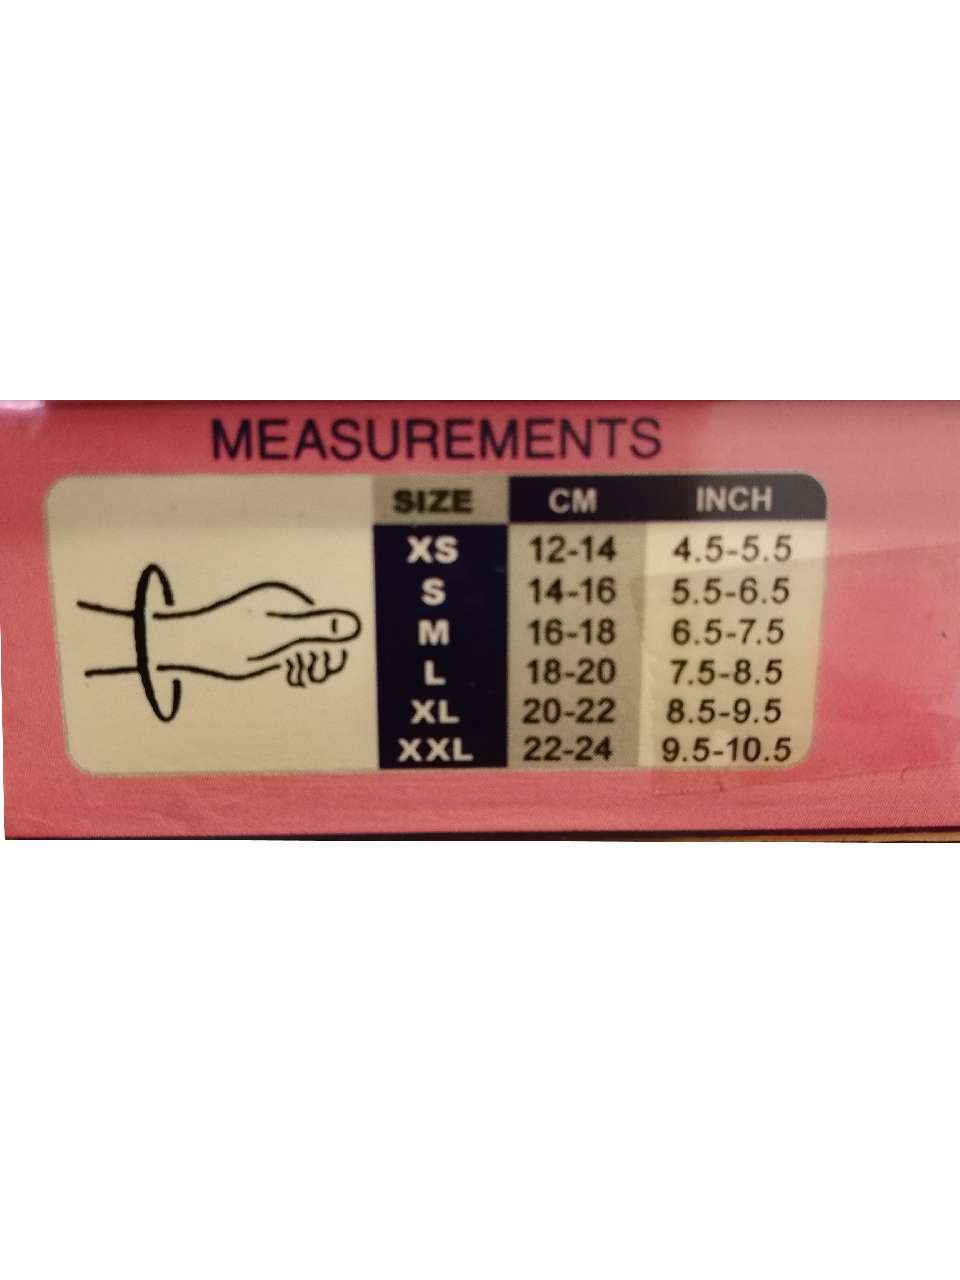 MEASUREMENTS
SIZE CM INCH
XS 12-14 4.5-5.5
S 14-16 5.5-6.5
M 16-18 6.5-7.5
L 18-20 7.5-8.5
XL 20-22 8.5-9.5
XXL 22-24 9.5-10.5